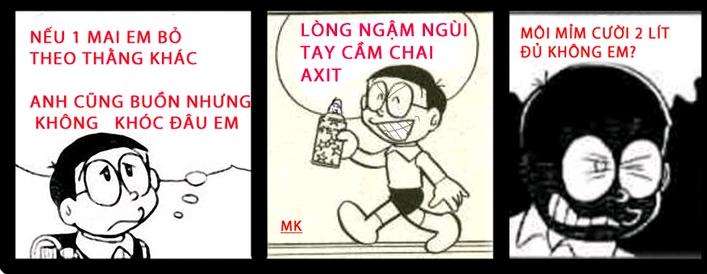 NẾU 1 MAI EM BỎ
THEO THẰNG KHÁC
ANH CŨNG BUỒN NHƯNG
KHÔNG KHÓC ĐÂU EM
LÒNG NGẬM NGÙI
TAY CẦM CHAI
AXIT
MK
MÔI MỈM CƯỜI 2 LÍT
ĐỦ KHÔNG EM?